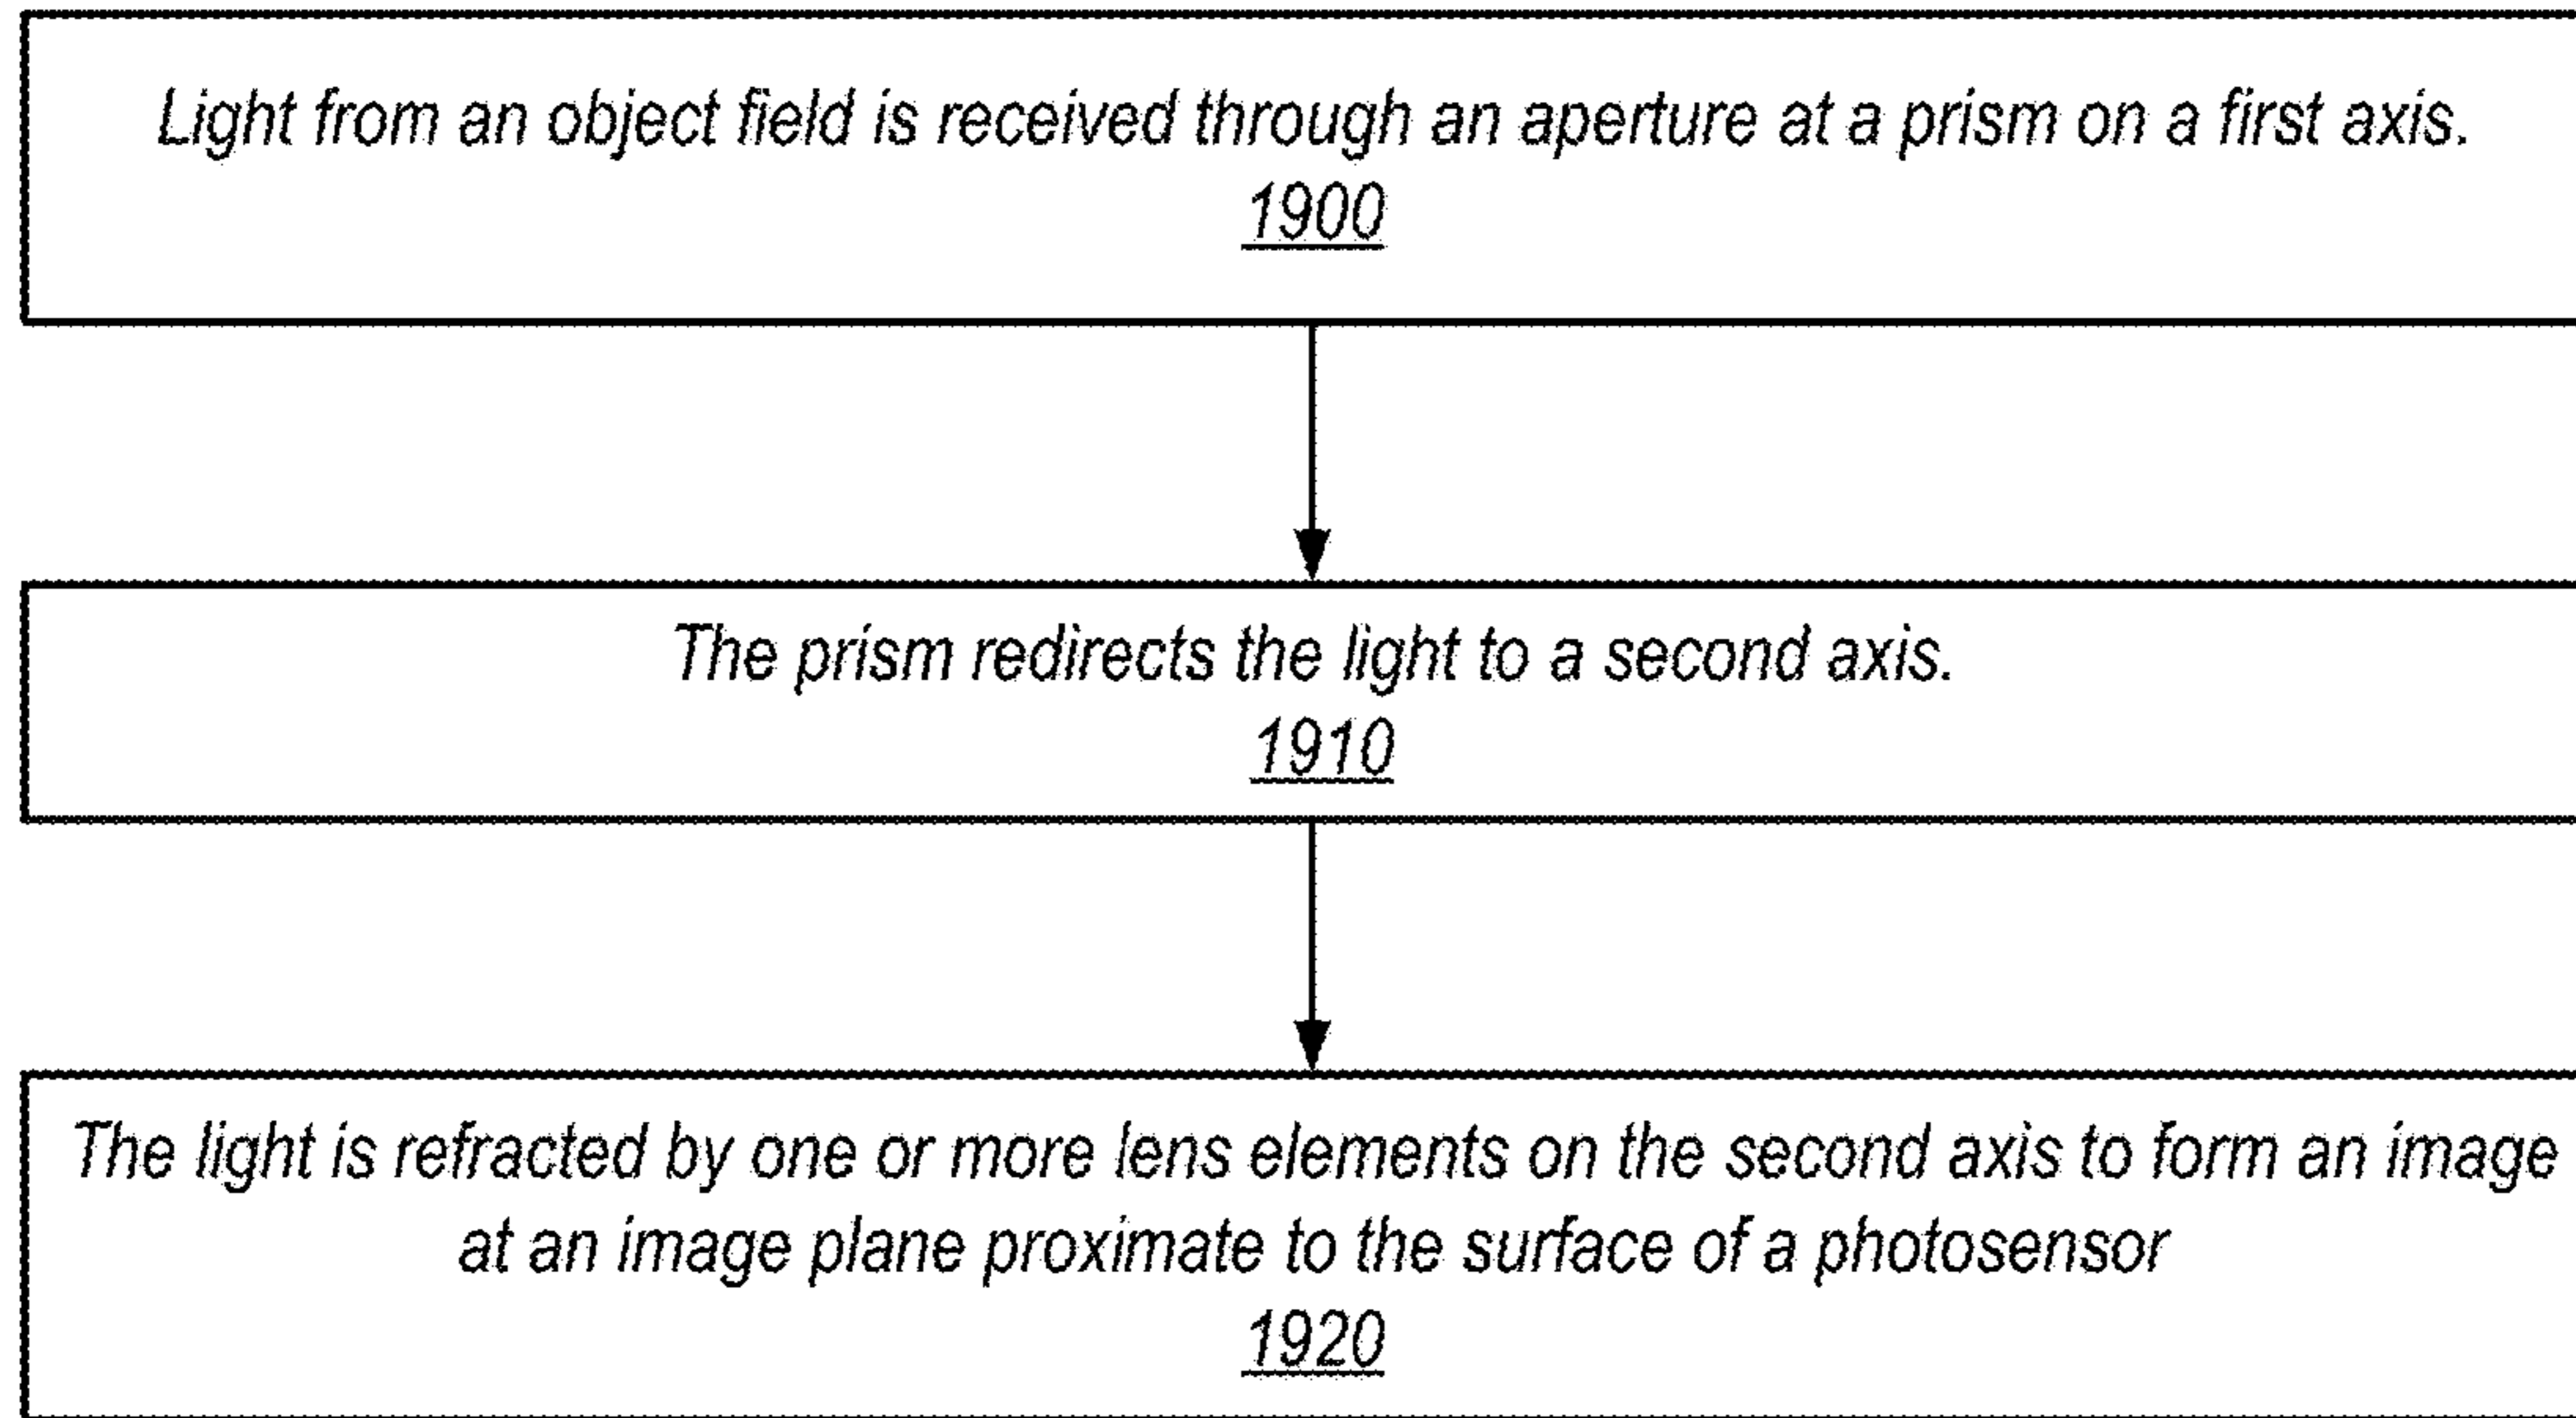 Light from an object field is received through an aperture at a prism on a first axis.
1900
The prism redirects the light to a second axis.
1910
The light is refracted by one or more lens elements on the second axis to form an image
at an image plane proximate to the surface of a photosensor
1920